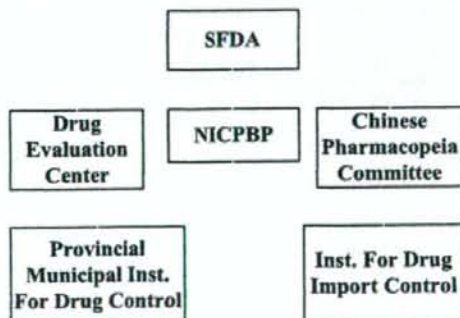 SFDA
Drug
Evaluation
Center
NICPBP
Chinese
Pharmacopeia
Committee
Provincial
Municipal Inst.
For Drug Control
Inst. For Drug
Import Control